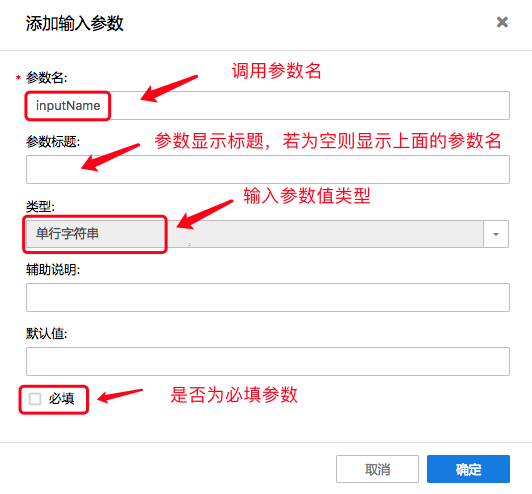 添加输入参数
* 参数名:
调用参数名
inputName
参数标题:
参数显示标题，若为空则显示上面的参数名
类型:
输入参数值类型
单行字符串
辅助说明:
默认值:
必填
是否为必填参数
取消
确定